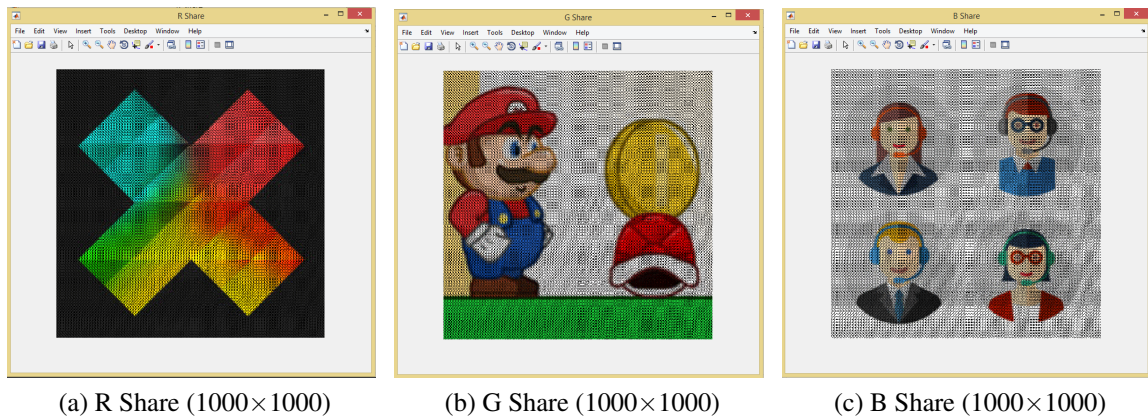 R Share
File Edit View Insert Tools Desktop Window Help
G Share
File Edit View Insert Tools Desktop Window Help
B Share
File Edit View Insert Tools Desktop Window Help
M
(a) R Share (1000×1000)
(b) G Share (1000×1000)
(c) B Share (1000×1000)